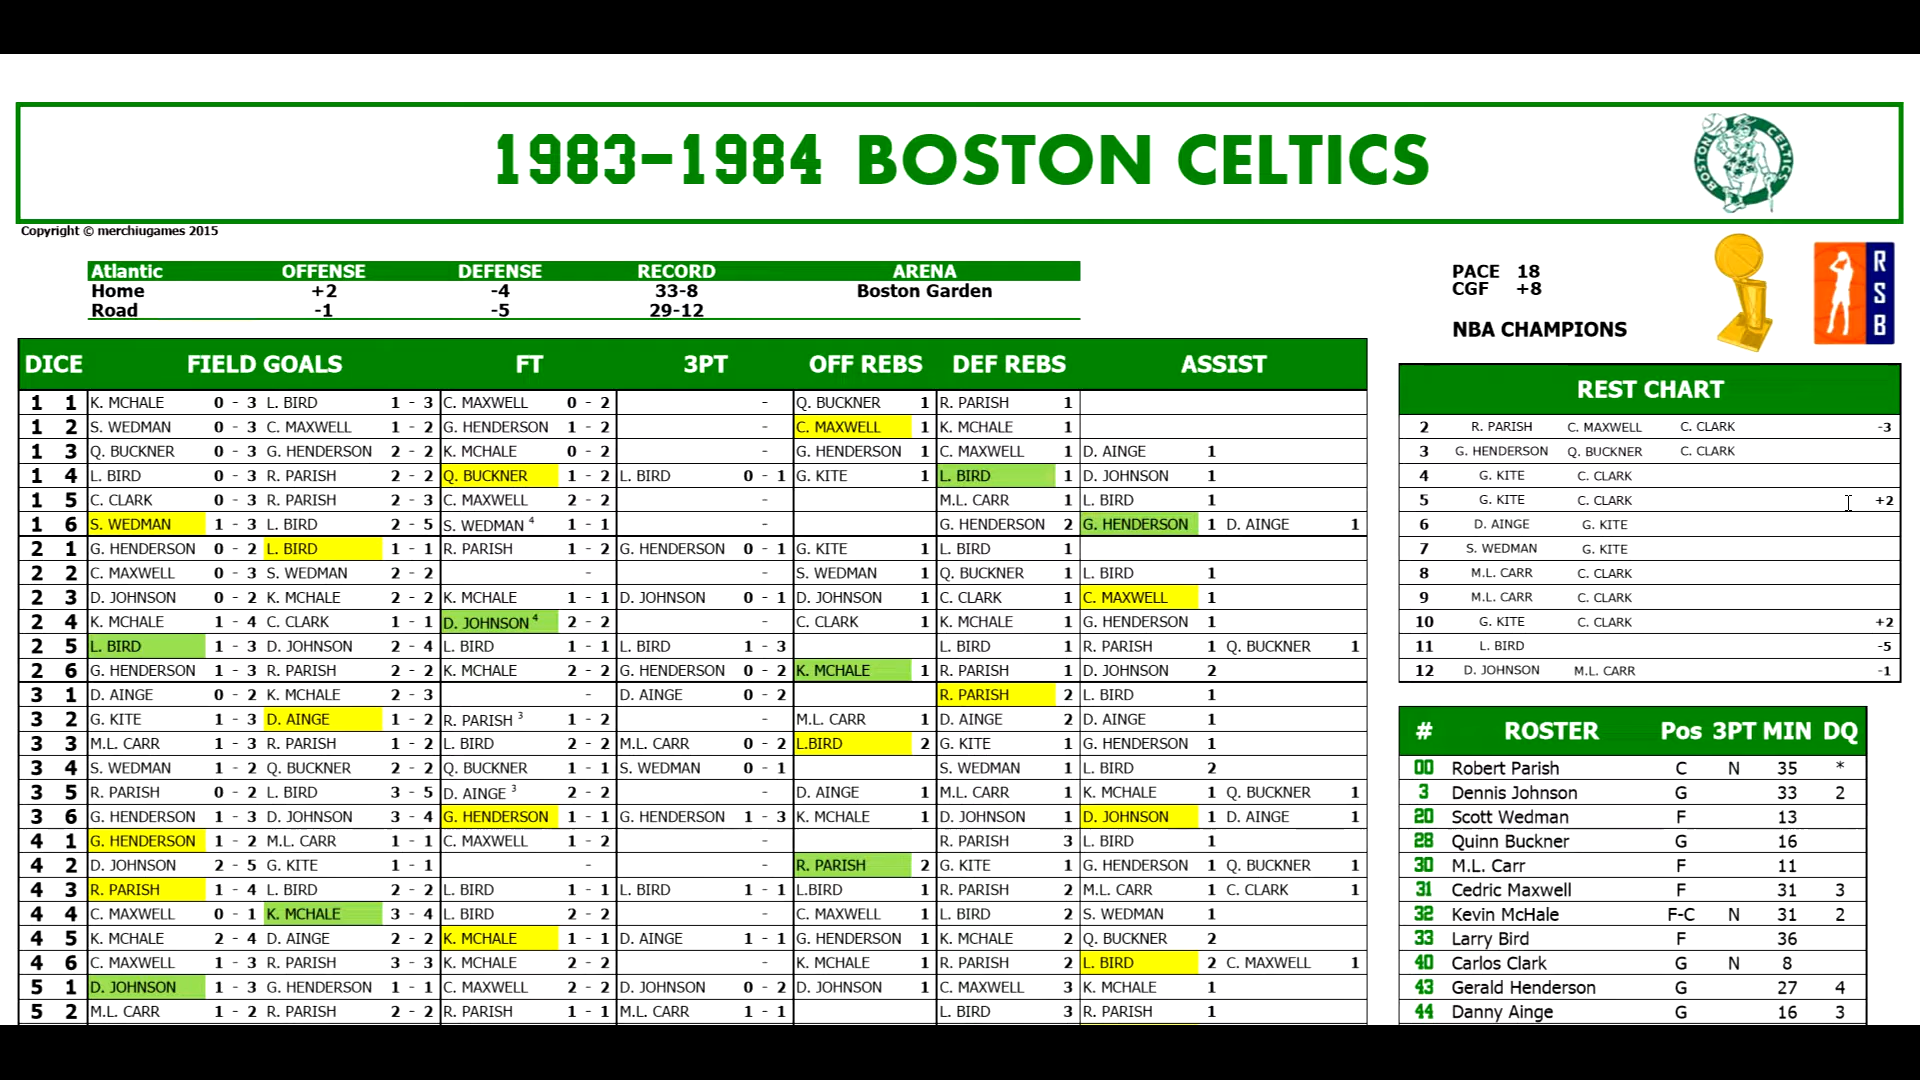 1983-1984 BOSTON CELTICS
BOSTON CELTICS
Copyright © merchiugames 2015
Atlantic OFFENSE DEFENSE RECORD ARENA
Home +2 -4 33-8 Boston Garden
Road -1 -5 29-12
PACE 18
CGF +8
NBA CHAMPIONS
RSB
DICE FIELD GOALS FT 3PT OFF REBS DEF REBS ASSIST
1 1 K. MCHALE 0 - 3 L. BIRD 1 - 3 C. MAXWELL 0 - 2 - Q. BUCKNER 1 R. PARISH 1
1 2 S. WEDMAN 0 - 3 C. MAXWELL 1 - 2 G. HENDERSON 1 - 2 - C. MAXWELL 1 K. MCHALE 1
1 3 Q. BUCKNER 0 - 3 G. HENDERSON 2 - 2 K. MCHALE 0 - 2 - G. HENDERSON 1 C. MAXWELL 1 D. AINGE 1
1 4 L. BIRD 0 - 3 R. PARISH 2 - 2 Q. BUCKNER 1 - 2 L. BIRD 0 - 1 G. KITE 1 L. BIRD 1 D. JOHNSON 1
1 5 C. CLARK 0 - 3 R. PARISH 2 - 3 C. MAXWELL 2 - 2 - M.L. CARR 1 L. BIRD 1
1 6 S. WEDMAN 1 - 3 L. BIRD 2 - 5 S. WEDMAN 4 1 - 1 - G. HENDERSON 2 G. HENDERSON 1 D. AINGE 1
2 1 G. HENDERSON 0 - 2 L. BIRD 1 - 1 R. PARISH 1 - 2 G. HENDERSON 0 - 1 G. KITE 1 L. BIRD 1
2 2 C. MAXWELL 0 - 3 S. WEDMAN 2 - 2 - - S. WEDMAN 1 Q. BUCKNER 1 L. BIRD 1
2 3 D. JOHNSON 0 - 2 K. MCHALE 2 - 2 K. MCHALE 1 - 1 D. JOHNSON 0 - 1 D. JOHNSON 1 C. CLARK 1 C. MAXWELL 1
2 4 K. MCHALE 1 - 4 C. CLARK 1 - 1 D. JOHNSON 4 2 - 2 - C. CLARK 1 K. MCHALE 1 G. HENDERSON 1
2 5 L. BIRD 1 - 3 D. JOHNSON 2 - 4 L. BIRD 1 - 1 L. BIRD 1 - 3 L. BIRD 1 R. PARISH 1 Q. BUCKNER 1
2 6 G. HENDERSON 1 - 3 R. PARISH 2 - 2 K. MCHALE 2 - 2 G. HENDERSON 0 - 2 K. MCHALE 1 R. PARISH 1 D. JOHNSON 2
3 1 D. AINGE 0 - 2 K. MCHALE 2 - 3 - D. AINGE 0 - 2 R. PARISH 2 L. BIRD 1
3 2 G. KITE 1 - 3 D. AINGE 1 - 2 R. PARISH 3 1 - 2 - M.L. CARR 1 D. AINGE 2 D. AINGE 1
3 3 M.L. CARR 1 - 3 R. PARISH 1 - 2 L. BIRD 2 - 2 M.L. CARR 0 - 2 L.BIRD 2 G. KITE 1 G. HENDERSON 1
3 4 S. WEDMAN 1 - 2 Q. BUCKNER 2 - 2 Q. BUCKNER 1 - 1 S. WEDMAN 0 - 1 S. WEDMAN 1 L. BIRD 2
3 5 R. PARISH 0 - 2 L. BIRD 3 - 5 D. AINGE 3 2 - 2 - D. AINGE 1 M.L. CARR 1 K. MCHALE 1 Q. BUCKNER 1
3 6 G. HENDERSON 1 - 3 D. JOHNSON 3 - 4 G. HENDERSON 1 - 1 G. HENDERSON 1 - 3 K. MCHALE 1 D. JOHNSON 1 D. JOHNSON 1 D. AINGE 1
4 1 G. HENDERSON 1 - 2 M.L. CARR 1 - 1 C. MAXWELL 1 - 2 - R. PARISH 3 L. BIRD 1
4 2 D. JOHNSON 2 - 5 G. KITE 1 - 1 - - R. PARISH 2 G. KITE 1 G. HENDERSON 1 Q. BUCKNER 1
4 3 R. PARISH 1 - 4 L. BIRD 2 - 2 L. BIRD 1 - 1 L. BIRD 1 - 1 L.BIRD 1 R. PARISH 2 M.L. CARR 1 C. CLARK 1
4 4 C. MAXWELL 0 - 1 K. MCHALE 3 - 4 L. BIRD 2 - 2 - C. MAXWELL 1 L. BIRD 2 S. WEDMAN 1
4 5 K. MCHALE 2 - 4 D. AINGE 2 - 2 K. MCHALE 1 - 1 D. AINGE 1 - 1 G. HENDERSON 1 K. MCHALE 2 Q. BUCKNER 2
4 6 C. MAXWELL 1 - 3 R. PARISH 3 - 3 K. MCHALE 2 - 2 - K. MCHALE 1 R. PARISH 2 L. BIRD 2 C. MAXWELL 1
5 1 D. JOHNSON 1 - 3 G. HENDERSON 1 - 1 C. MAXWELL 2 - 2 D. JOHNSON 0 - 2 D. JOHNSON 1 C. MAXWELL 3 K. MCHALE 1
5 2 M.L. CARR 1 - 2 R. PARISH 2 - 2 R. PARISH 1 - 1 M.L. CARR 1 - 1 L. BIRD 3 R. PARISH 1
REST CHART
2 R. PARISH C. MAXWELL C. CLARK -3
3 G. HENDERSON Q. BUCKNER C. CLARK
4 G. KITE C. CLARK
5 G. KITE C. CLARK +2
6 D. AINGE G. KITE
7 S. WEDMAN G. KITE
8 M.L. CARR C. CLARK
9 M.L. CARR C. CLARK
10 G. KITE C. CLARK +2
11 L. BIRD -5
12 D. JOHNSON M.L. CARR -1
# ROSTER Pos 3PT MIN DQ
00 Robert Parish C N 35 *
3 Dennis Johnson G 33 2
20 Scott Wedman F 13
28 Quinn Buckner G 16
30 M.L. Carr F 11
31 Cedric Maxwell F 31 3
32 Kevin McHale F-C N 31 2
33 Larry Bird F 36
40 Carlos Clark G N 8
43 Gerald Henderson G 27 4
44 Danny Ainge G 16 3